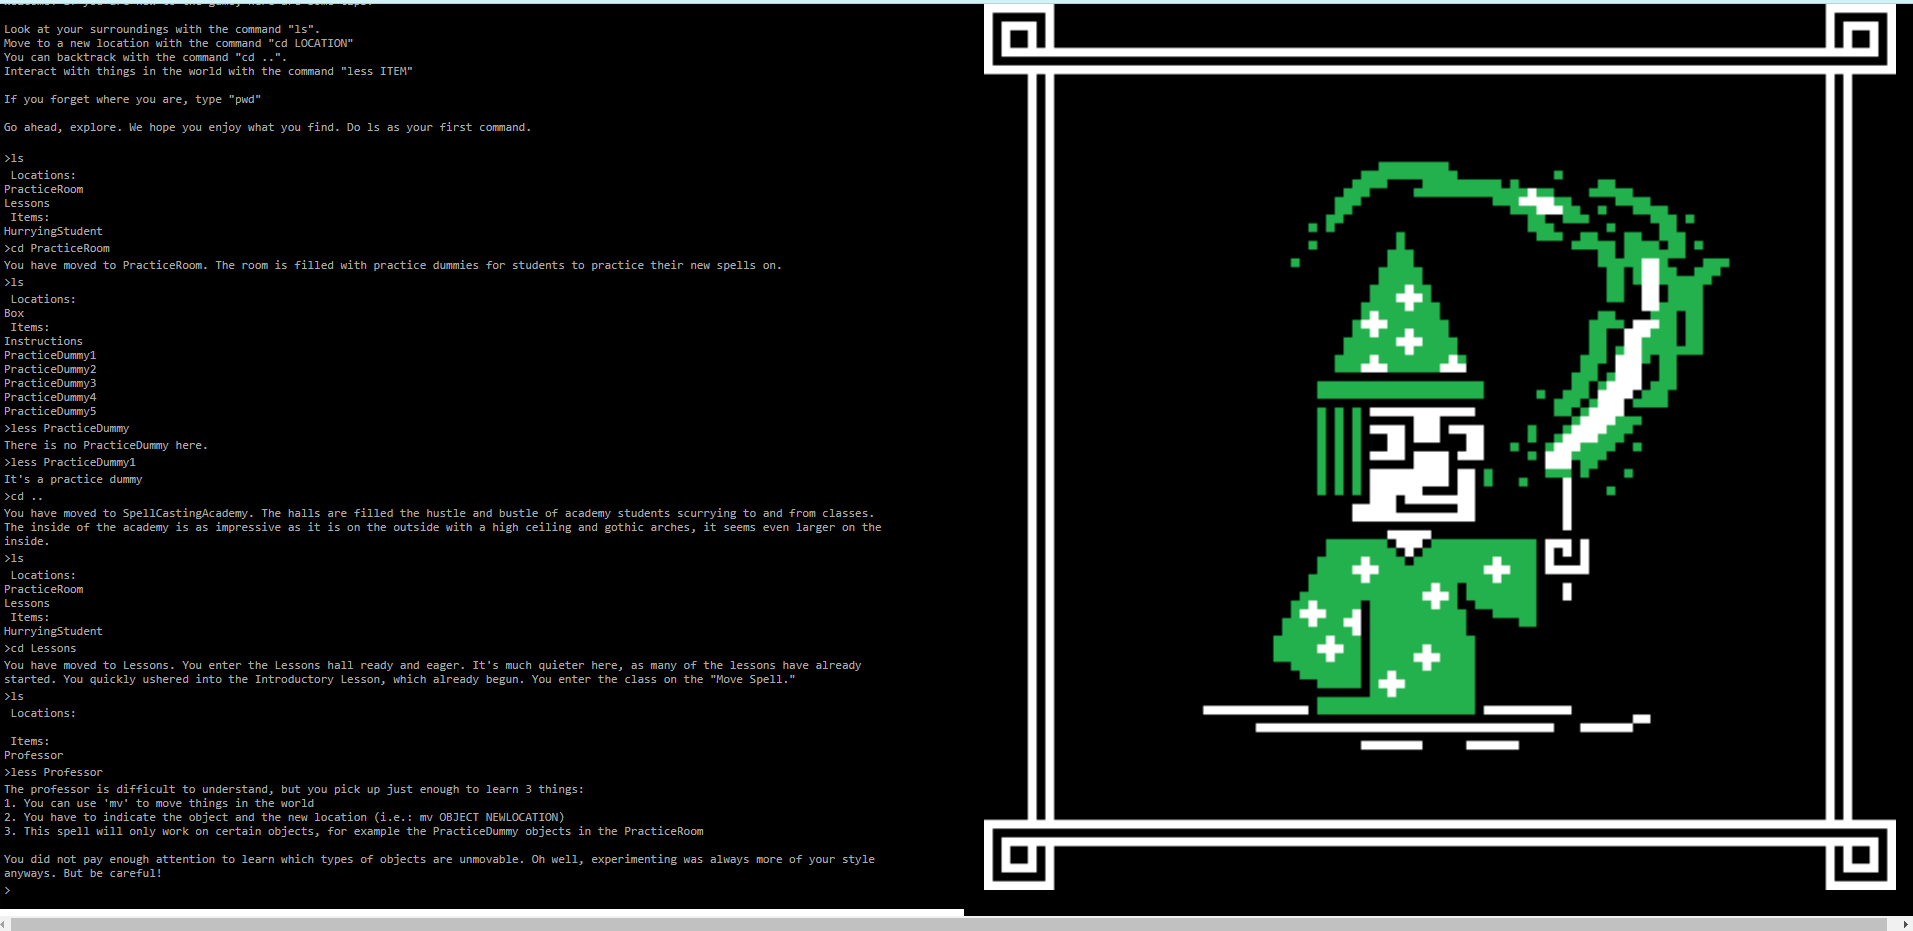 Look at your surroundings with the command "ls".
Move to a new location with the command "cd LOCATION"
You can backtrack with the command "cd ..".
Interact with things in the world with the command "less ITEM"
If you forget where you are, type "pwd"
Go ahead, explore. We hope you enjoy what you find. Do ls as your first command.
>ls
Locations:
PracticeRoom
Lessons
Items:
HurryingStudent
>cd PracticeRoom
You have moved to PracticeRoom. The room is filled with practice dummies for students to practice their new spells on.
>ls
Locations:
Box
Items:
Instructions
PracticeDummy1
PracticeDummy2
PracticeDummy3
PracticeDummy4
PracticeDummy5
>less PracticeDummy
There is no PracticeDummy here.
>less PracticeDummy1
It's a practice dummy
>cd ..
You have moved to SpellCastingAcademy. The halls are filled the hustle and bustle of academy students scurrying to and from classes.
The inside of the academy is as impressive as it is on the outside with a high ceiling and gothic arches, it seems even larger on the
inside.
>ls
Locations:
PracticeRoom
Lessons
Items:
HurryingStudent
>cd Lessons
You have moved to Lessons. You enter the Lessons hall ready and eager. It's much quieter here, as many of the lessons have already
started. You quickly ushered into the Introductory Lesson, which already begun. You enter the class on the "Move Spell."
>ls
Locations:
Items:
Professor
>less Professor
The professor is difficult to understand, but you pick up just enough to learn 3 things:
1. You can use 'mv' to move things in the world
2. You have to indicate the object and the new location (i.e.: mv OBJECT NEWLOCATION)
3. This spell will only work on certain objects, for example the PracticeDummy objects in the PracticeRoom
You did not pay enough attention to learn which types of objects are unmovable. Oh well, experimenting was always more of your style
anyways. But be careful!
>